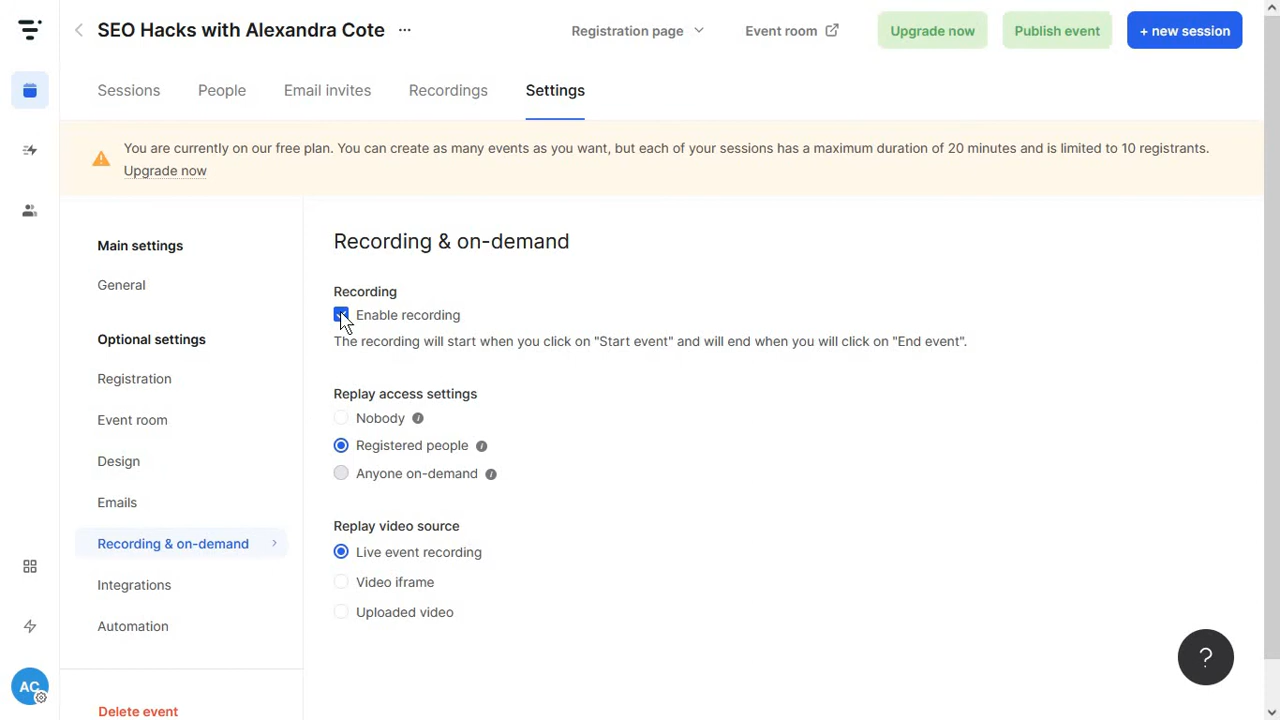 SEO Hacks with Alexandra Cote
Registration page
Event room
Upgrade now
Publish event
+ new session
Sessions
People
Email invites
Recordings
Settings
You are currently on our free plan. You can create as many events as you want, but each of your sessions has a maximum duration of 20 minutes and is limited to 10 registrants.
Upgrade now
Main settings
General
Optional settings
Registration
Event room
Design
Emails
Recording & on-demand
Integrations
Automation
Delete event
Recording & on-demand
Recording
Enable recording
The recording will start when you click on "Start event" and will end when you will click on "End event".
Replay access settings
Nobody
Registered people
Anyone on-demand
Replay video source
Live event recording
Video iframe
Uploaded video
AC
?